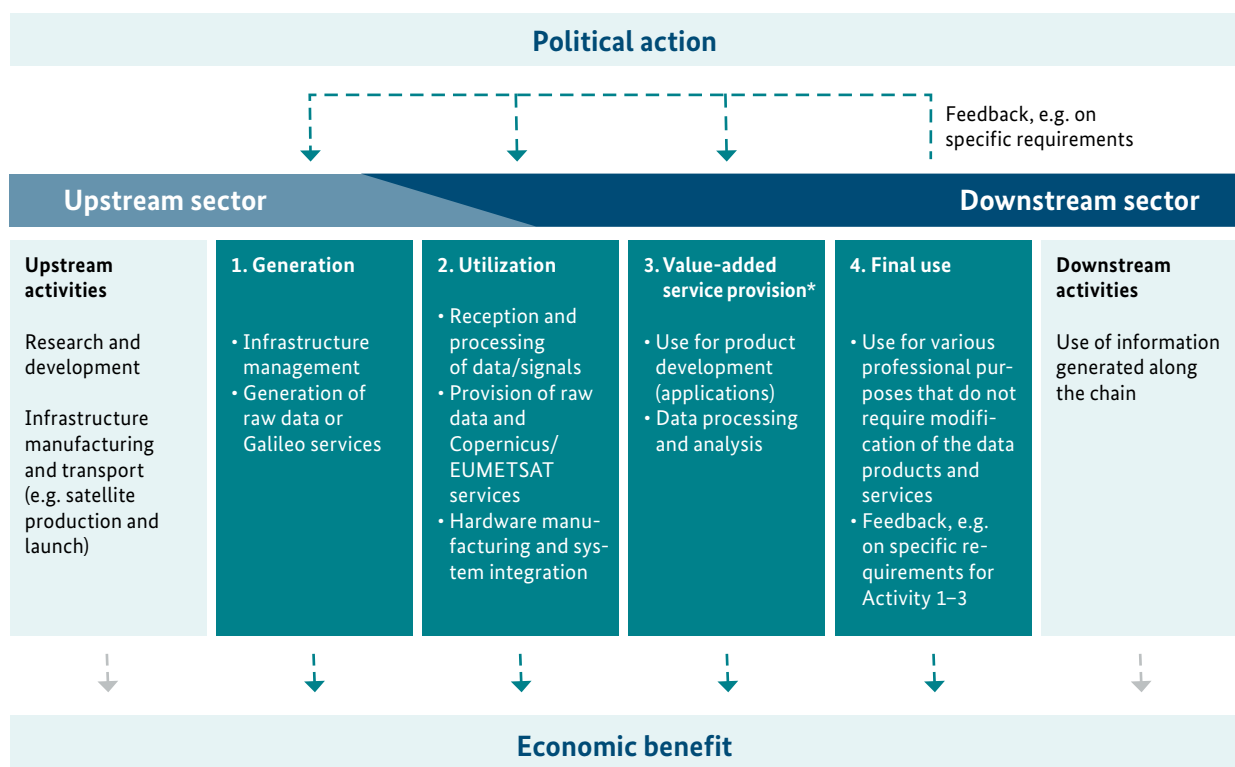 Political action
Feedback, e.g. on
specific requirements
Upstream sector
Downstream sector
Upstream
activities
Research and
development
Infrastructure
manufacturing
and transport
(e.g. satellite
production and
launch)
1. Generation
• Infrastructure
management
• Generation of
raw data or
Galileo services
2. Utilization
• Reception and
processing
of data/signals
• Provision of raw
data and
Copernicus/
EUMETSAT
services
• Hardware manu-
facturing and sys-
tem integration
3. Value-added
service provision*
• Use for product
development
(applications)
• Data processing
and analysis
4. Final use
• Use for various
professional pur-
poses that do not
require modifi-
cation of the data
products and
services
• Feedback, e.g.
on specific re-
quirements for
Activity 1–3
Downstream
activities
Use of information
generated along
the chain
Economic benefit